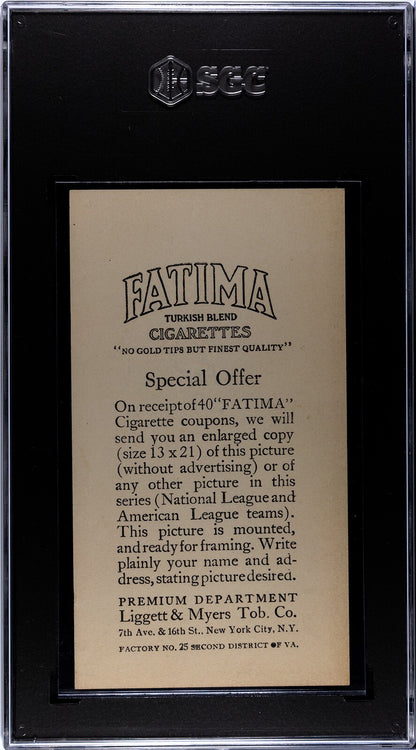 SGC
FATIMA
TURKISH BLEND
CIGARETTES
"NO GOLD TIPS BUT FINEST QUALITY"
Special Offer
On receipt of 40 "FATIMA"
Cigarette coupons, we will
send you an enlarged copy
(size 13 x 21) of this picture
(without advertising) or of
any other picture in this
series (National League and
American League teams).
This picture is mounted,
and ready for framing. Write
plainly your name and ad-
dress, stating picture desired.
PREMIUM DEPARTMENT
Liggett & Myers Tob. Co.
7th Ave. & 16th St., New York City, N.Y.
FACTORY NO. 25 SECOND DISTRICT OF VA.